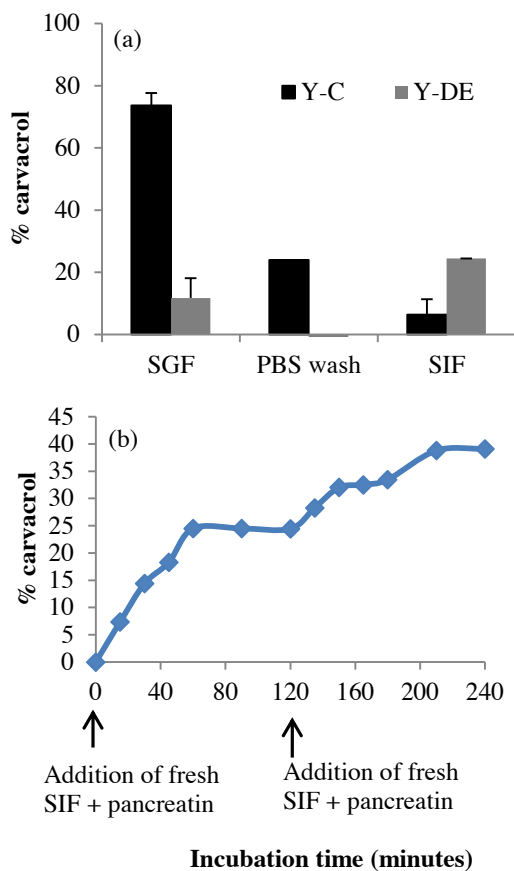 (a)
100
80
60
40
20
0
% carvacrol
Y-C
Y-DE
SGF
PBS wash
SIF
(b)
45
40
35
30
25
20
15
10
5
0
% carvacrol
0
40
80
120
160
200
240
Addition of fresh
SIF + pancreatin
Addition of fresh
SIF + pancreatin
Incubation time (minutes)